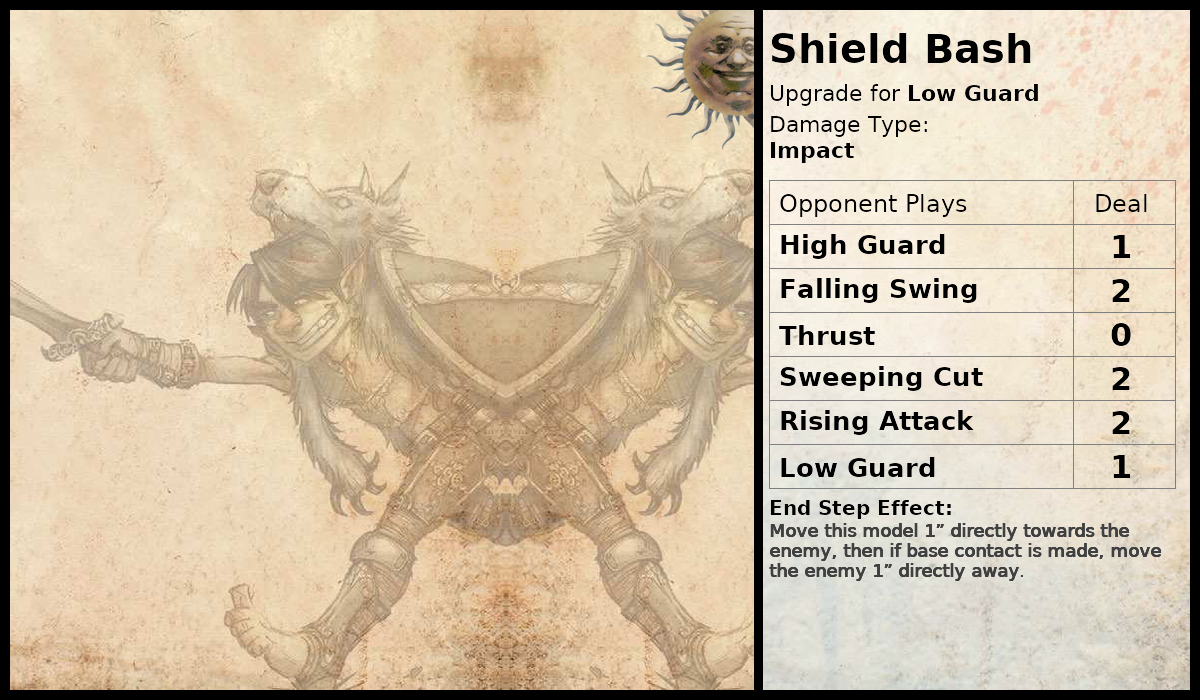 Shield Bash
Upgrade for Low Guard
Damage Type:
Impact
Opponent Plays Deal
High Guard 1
Falling Swing 2
Thrust 0
Sweeping Cut 2
Rising Attack 2
Low Guard 1
End Step Effect:
Move this model 1” directly towards the
enemy, then if base contact is made, move
the enemy 1” directly away.